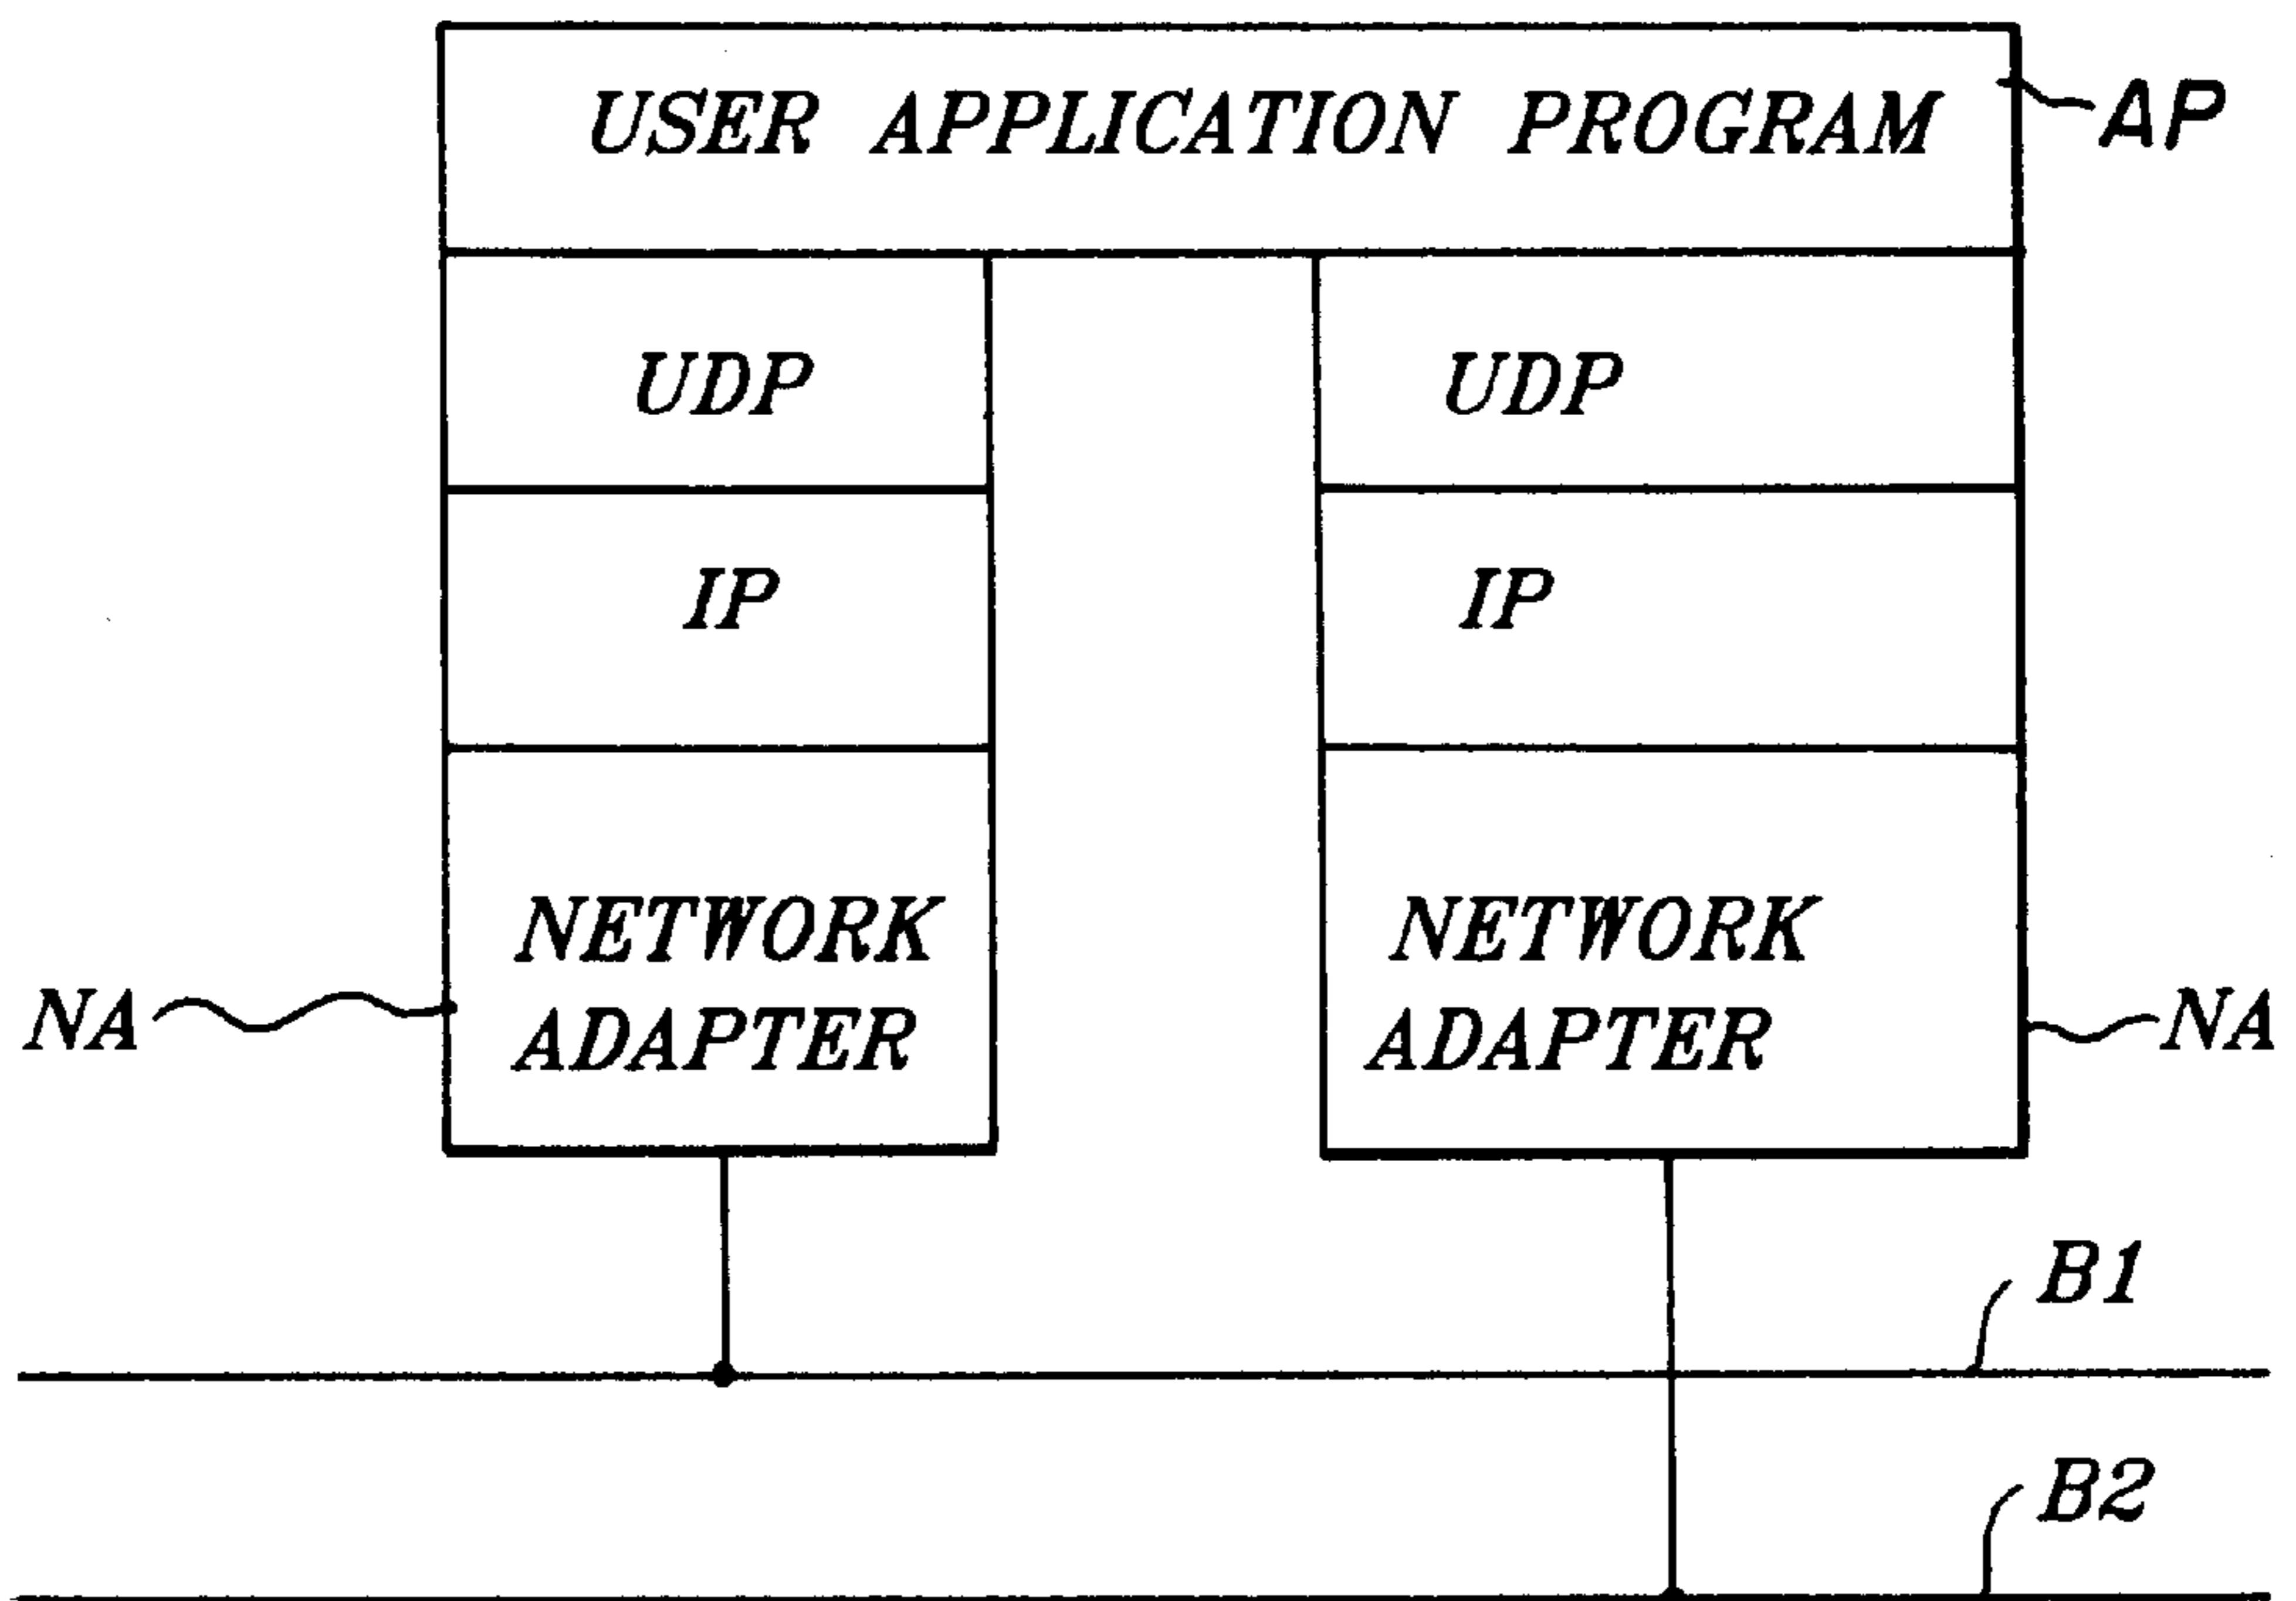 USER APPLICATION PROGRAM
AP
UDP
UDP
IP
IP
NETWORK
ADAPTER
NETWORK
ADAPTER
NA
NA
B1
B2